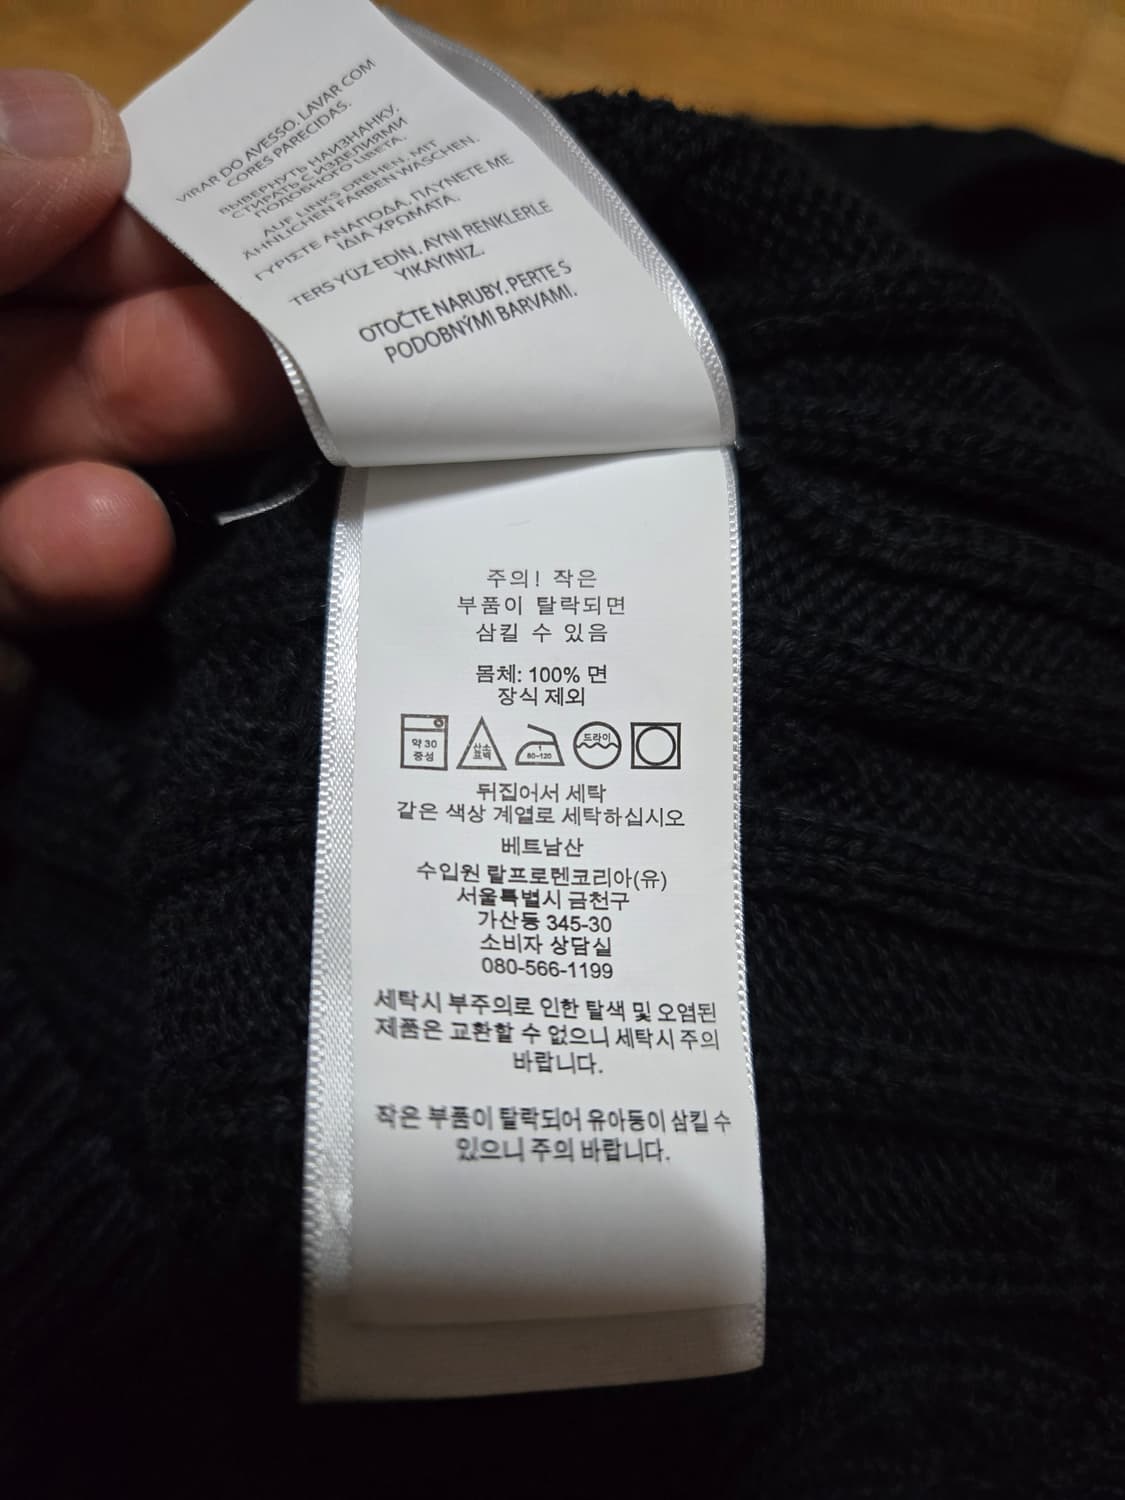 VIRAR DO AVESSO. LAVAR COM
CORES PARECIDAS.
ВЫВЕРНУТЬ НАИЗНАНКУ.
СТИРАТЬ С ИЗДЕЛИЯМИ
ПОДОБНОГО ЦВЕТА.
AUF LINKS DREHEN. MIT
ÄHNLICHEN FARBEN WASCHEN.
ΓΥΡΙΣΤΕ ΑΝΑΠΟΔΑ, ΠΛΥΝΕΤΕ ΜΕ
ΙΔΙΑ ΧΡΩΜΑΤΑ.
TERS YÜZ EDİN. AYNI RENKLERLE
YIKAYINIZ.
OTOČTE NARUBY. PERTE S
PODOBNÝMI BARVAMI.
주의! 작은
부품이 탈락되면
삼킬 수 있음
몸체: 100% 면
장식 제외
약 30
중성
산소
표백
1
80~120
드라이
뒤집어서 세탁
같은 색상 계열로 세탁하십시오
베트남산
수입원 랄프로렌코리아(유)
서울특별시 금천구
가산동 345-30
소비자 상담실
080-566-1199
세탁시 부주의로 인한 탈색 및 오염된
제품은 교환할 수 없으니 세탁시 주의
바랍니다.
작은 부품이 탈락되어 유아동이 삼킬 수
있으니 주의 바랍니다.